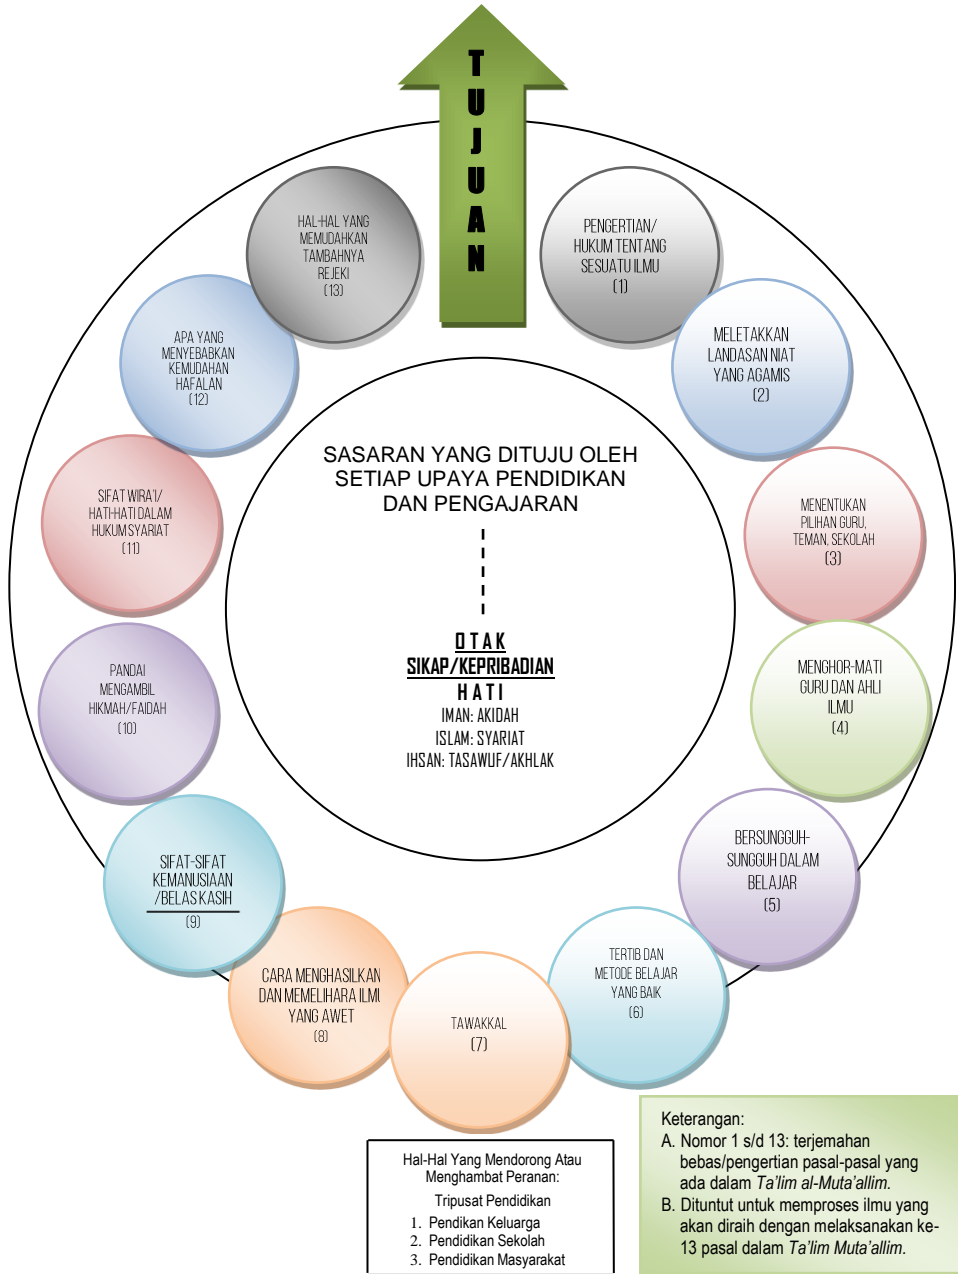 TUJUAN
PENGERTIAN/
HUKUM TENTANG
SESUATU ILMU
(1)
MELETAKKAN
LANDASAN NIAT
YANG AGAMIS
(2)
MENENTUKAN
PILIHAN GURU,
TEMAN, SEKOLAH
(3)
MENGHOR-MATI
GURU DAN AHLI
ILMU
(4)
BERSUNGGUH-
SUNGGUH DALAM
BELAJAR
(5)
TERTIB DAN
METODE BELAJAR
YANG BAIK
(6)
TAWAKKAL
(7)
CARA MENGHASILKAN
DAN MEMELIHARA ILMU
YANG AWET
(8)
SIFAT-SIFAT
KEMANUSIAAN
/BELAS KASIH
(9)
PANDAI
MENGAMBIL
HIKMAH/FAIDAH
(10)
SIFAT WIRA'I/
HATI-HATI DALAM
HUKUM SYARIAT
(11)
APA YANG
MENYEBABKAN
KEMUDAHAN
HAFALAN
(12)
HAL-HAL YANG
MEMUDAHKAN
TAMBAHNYA
REJEKI
(13)
SASARAN YANG DITUJU OLEH
SETIAP UPAYA PENDIDIKAN
DAN PENGAJARAN
OTAK
SIKAP/KEPRIBADIAN
HATI
IMAN: AKIDAH
ISLAM: SYARIAT
IHSAN: TASAWUF/AKHLAK
Hal-Hal Yang Mendorong Atau
Menghambat Peranan:
Tripusat Pendidikan
1. Pendikan Keluarga
2. Pendidikan Sekolah
3. Pendidikan Masyarakat
Keterangan:
A. Nomor 1 s/d 13: terjemahan
bebas/pengertian pasal-pasal yang
ada dalam Ta'lim al-Muta'allim.
B. Dituntut untuk memproses ilmu yang
akan diraih dengan melaksanakan ke-
13 pasal dalam Ta'lim Muta'allim.